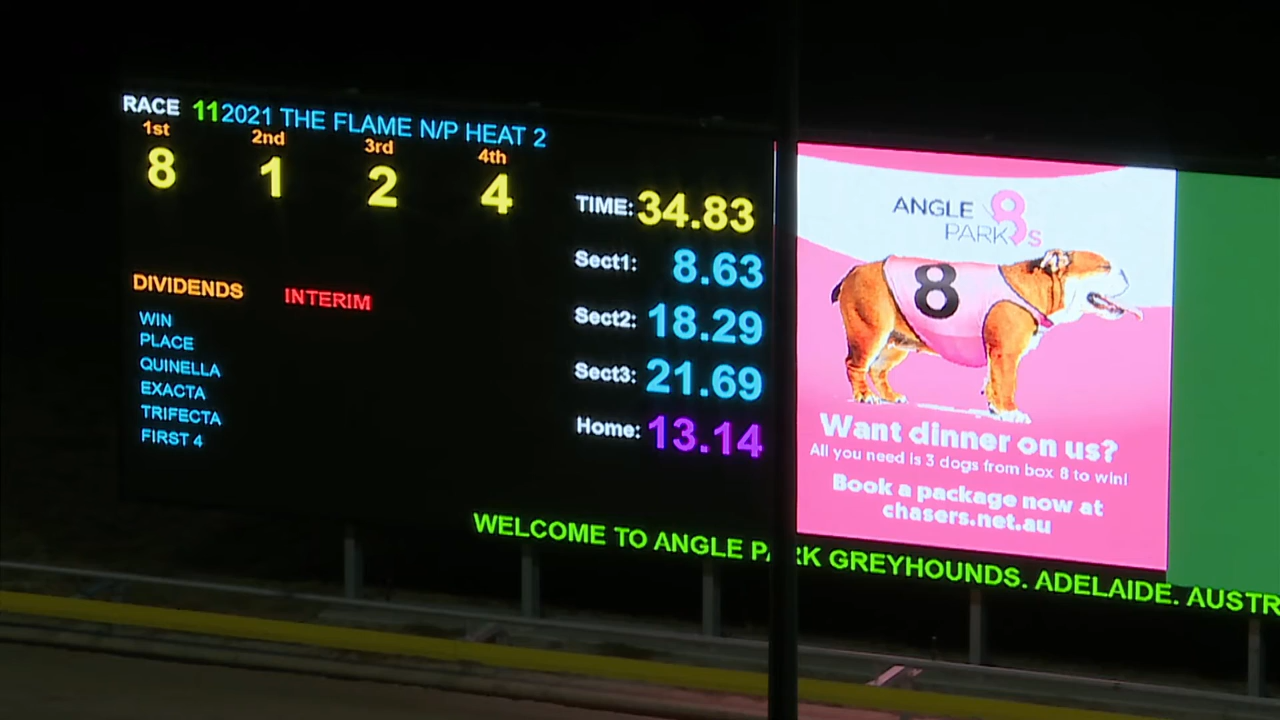 RACE 11 2021 THE FLAME N/P HEAT 2
1st 2nd 3rd 4th
8 1 2 4
TIME: 34.83
Sect1: 8.63
Sect2: 18.29
Sect3: 21.69
Home: 13.14
DIVIDENDS INTERIM
WIN
PLACE
QUINELLA
EXACTA
TRIFECTA
FIRST 4
ANGLE
PARK 8s
8
Want dinner on us?
All you need is 3 dogs from box 8 to win!
Book a package now at
chasers.net.au
WELCOME TO ANGLE PARK GREYHOUNDS. ADELAIDE. AUSTR